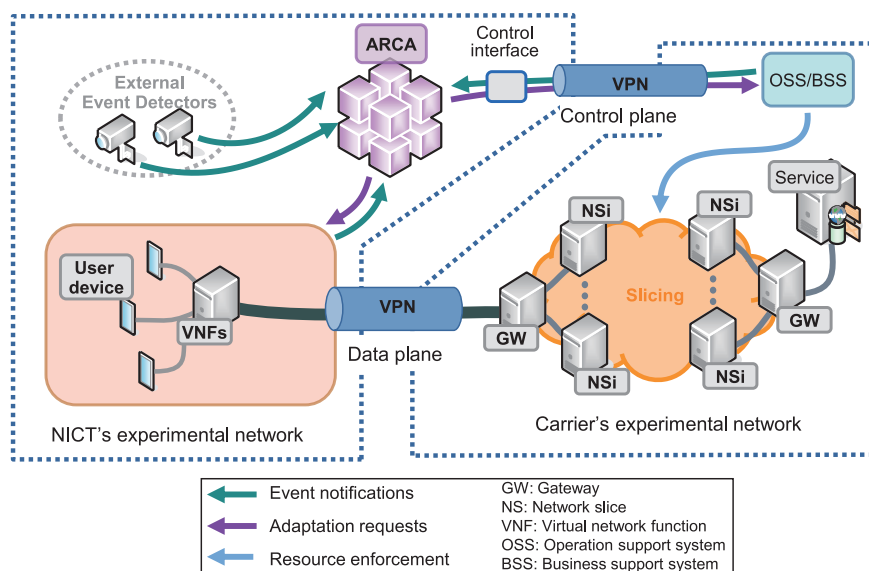 ARCA
Control
interface
External
Event Detectors
VPN
OSS/BSS
Control plane
Service
NSi
NSi
User
device
VNFs
VPN
Slicing
GW
GW
Data plane
NSi
NSi
NICT's experimental network
Carrier's experimental network
Event notifications
Adaptation requests
Resource enforcement
GW: Gateway
NS: Network slice
VNF: Virtual network function
OSS: Operation support system
BSS: Business support system